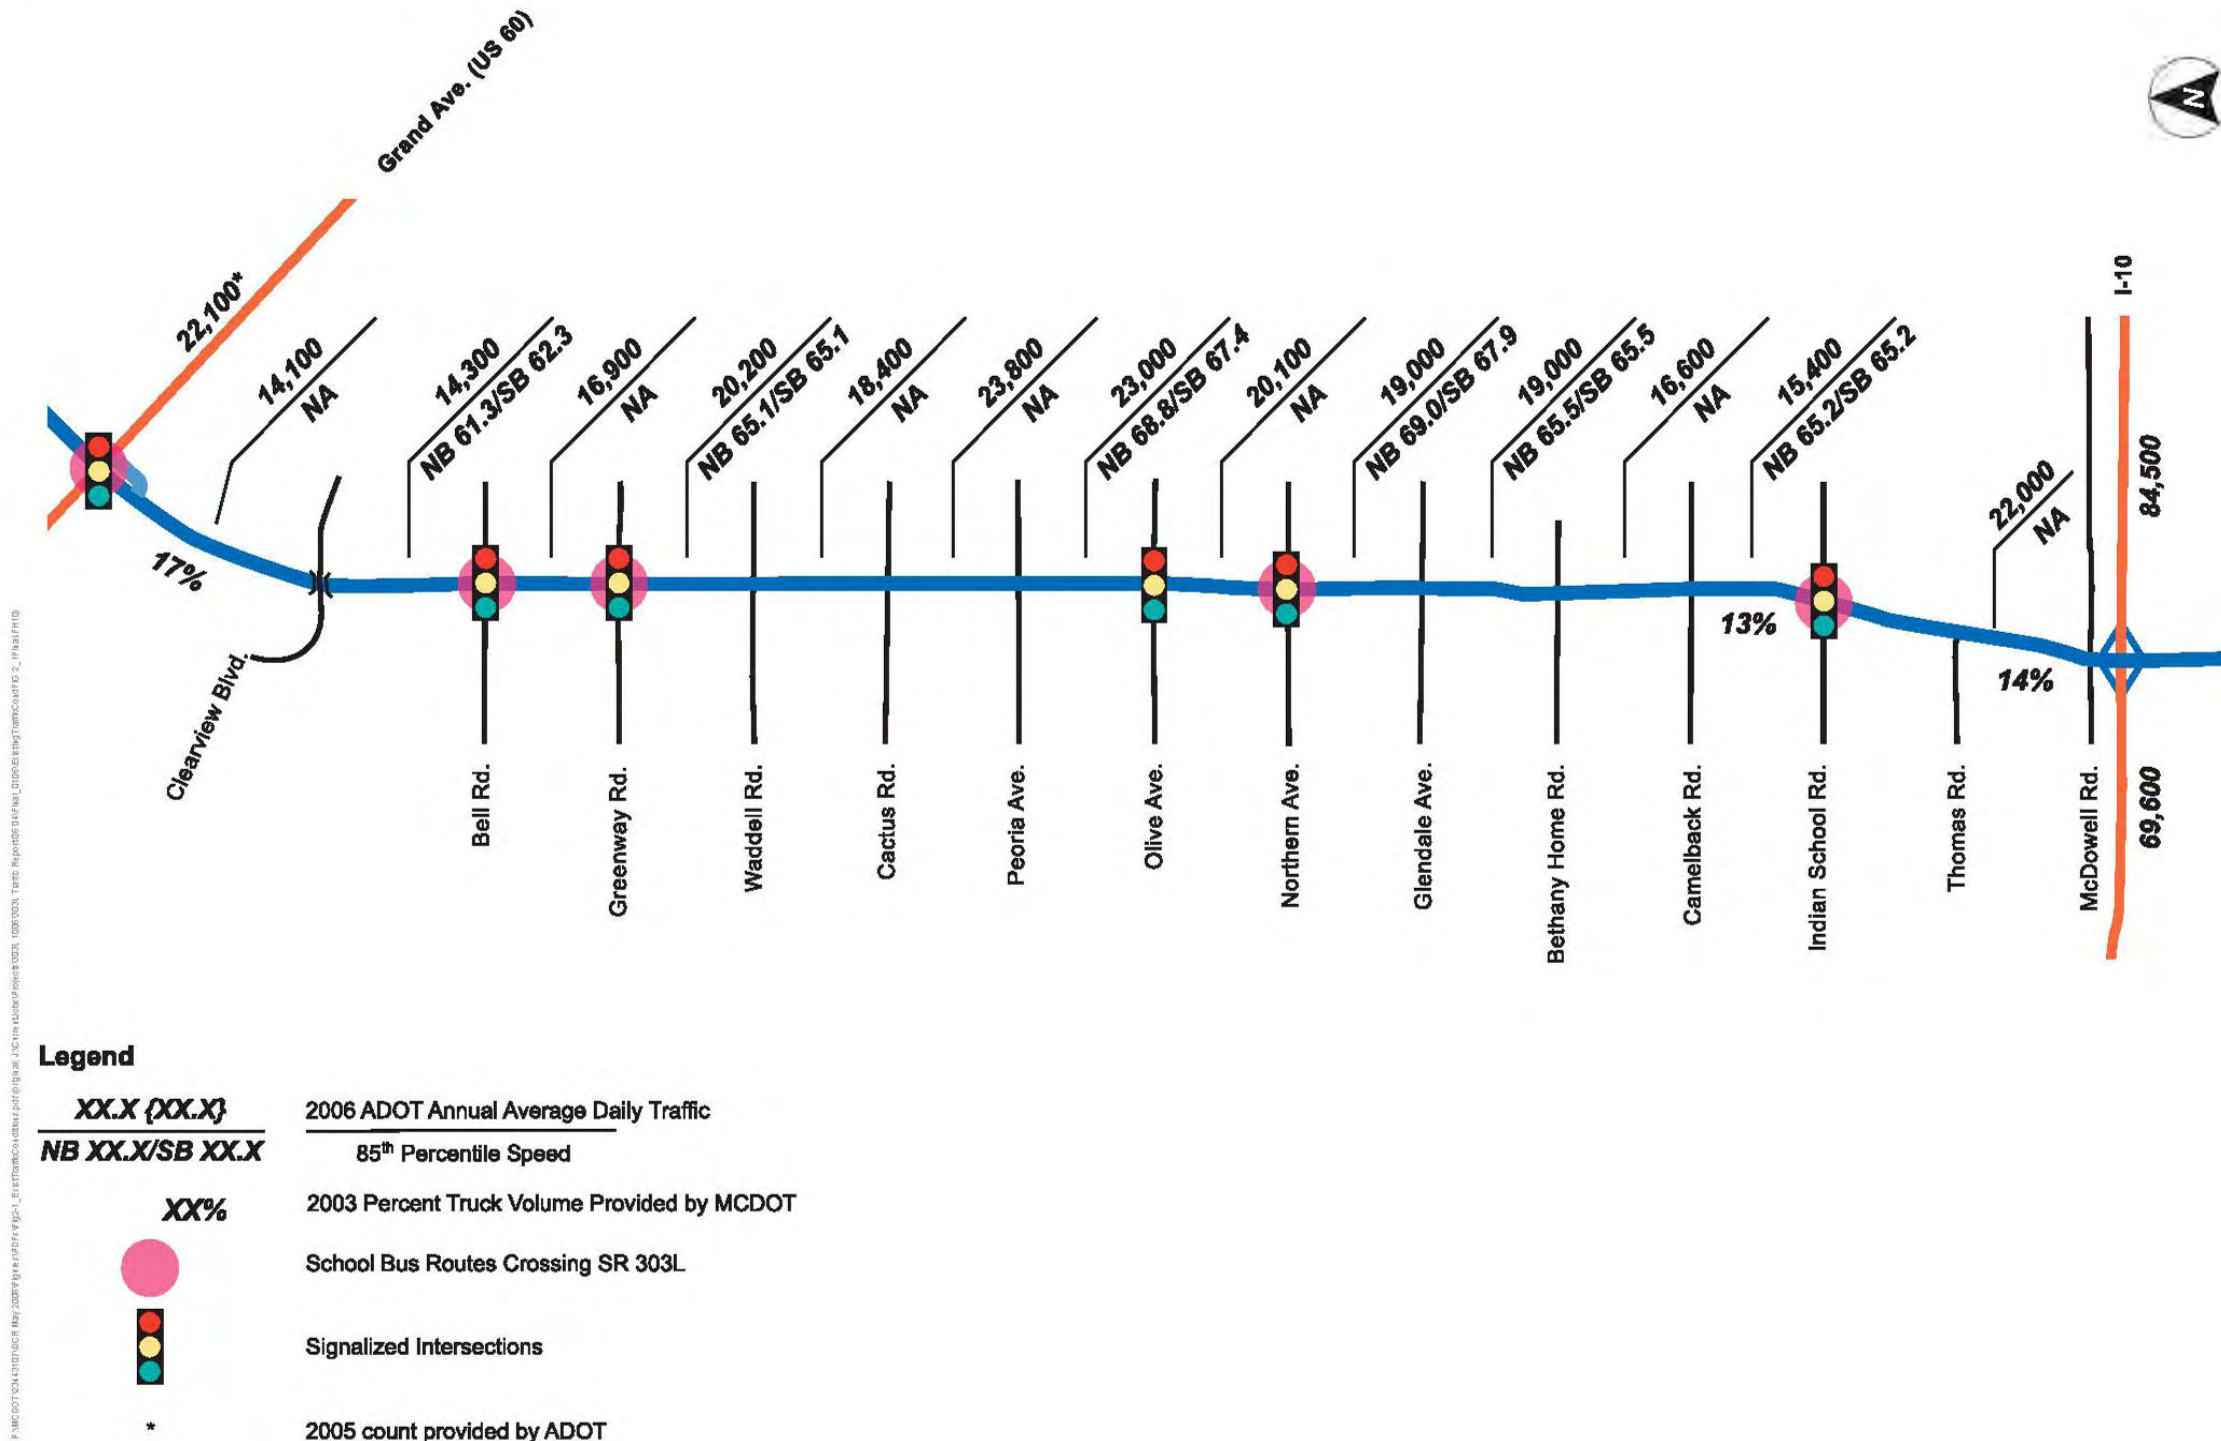 Grand Ave. (US 60)
N
22,100*
14,100
NA
14,300
NB 61.3/SB 62.3
16,900
NA
20,200
NB 65.1/SB 65.1
18,400
NA
23,800
NA
23,000
NB 68.8/SB 67.4
20,100
NA
19,000
NB 69.0/SB 67.9
19,000
NB 65.5/SB 65.5
16,600
NA
15,400
NB 65.2/SB 65.2
22,000
NA
I-10
84,500
69,600
17%
13%
14%
Clearview Blvd.
Bell Rd.
Greenway Rd.
Waddell Rd.
Cactus Rd.
Peoria Ave.
Olive Ave.
Northern Ave.
Glendale Ave.
Bethany Home Rd.
Camelback Rd.
Indian School Rd.
Thomas Rd.
McDowell Rd.
Legend
XX.X {XX.X}
2006 ADOT Annual Average Daily Traffic
NB XX.X/SB XX.X
85th Percentile Speed
XX%
2003 Percent Truck Volume Provided by MCDOT
School Bus Routes Crossing SR 303L
Signalized Intersections
*
2005 count provided by ADOT